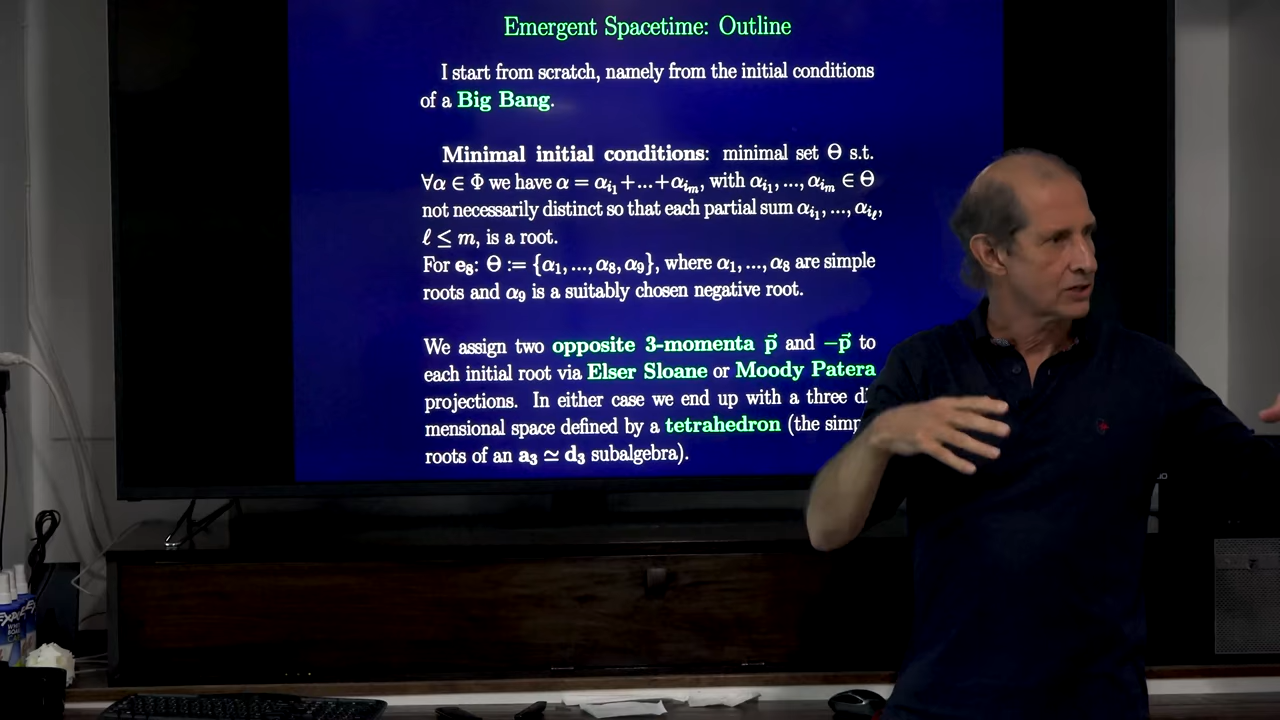 Emergent Spacetime: Outline
I start from scratch, namely from the initial conditions
of a Big Bang.
Minimal initial conditions: minimal set Θ s.t.
∀α ∈ Φ we have α = α_{i_1}+...+α_{i_m}, with α_{i_1}, ..., α_{i_m} ∈ Θ
not necessarily distinct so that each partial sum α_{i_1}, ..., α_{i_ℓ},
ℓ ≤ m, is a root.
For e₈: Θ := {α₁, ..., α₈, α₉}, where α₁, ..., α₈ are simple
roots and α₉ is a suitably chosen negative root.
We assign two opposite 3-momenta p⃗ and −p⃗ to
each initial root via Elser Sloane or Moody Patera
projections. In either case we end up with a three di
mensional space defined by a tetrahedron (the simp
roots of an a₃ ≃ d₃ subalgebra).